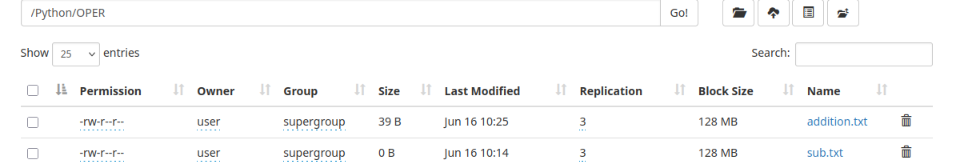 /Python/OPER Go!
Show 25 entries Search:
Permission Owner Group Size Last Modified Replication Block Size Name
-rw-r--r-- user supergroup 39 B Jun 16 10:25 3 128 MB addition.txt
-rw-r--r-- user supergroup 0 B Jun 16 10:14 3 128 MB sub.txt